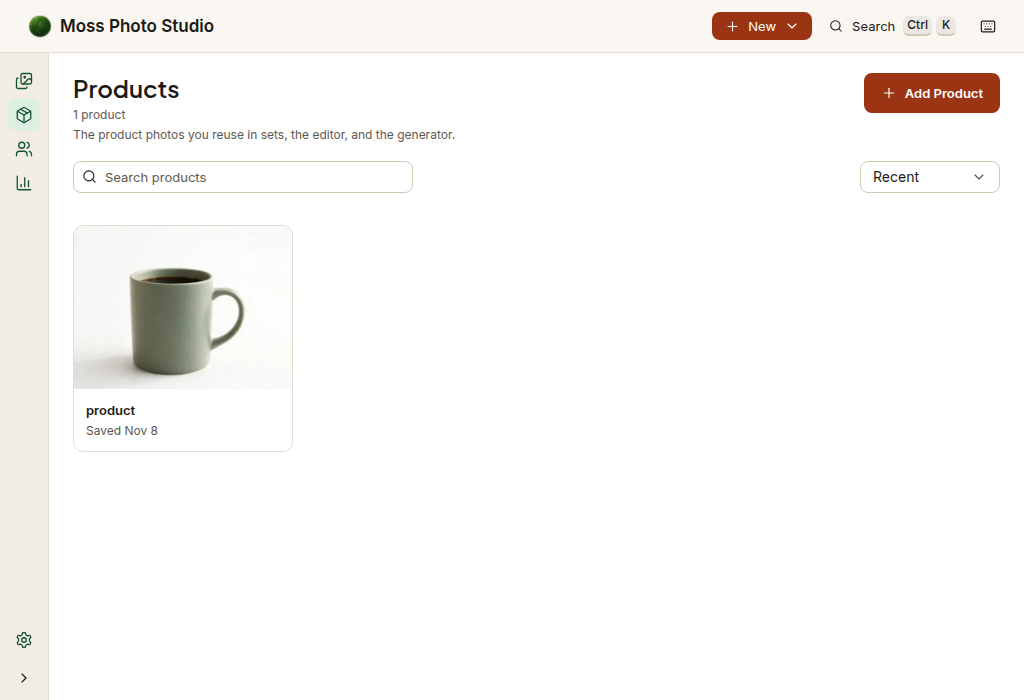 Moss Photo Studio
New
Search Ctrl K
Products
1 product
The product photos you reuse in sets, the editor, and the generator.
Add Product
Search products
Recent
product
Saved Nov 8